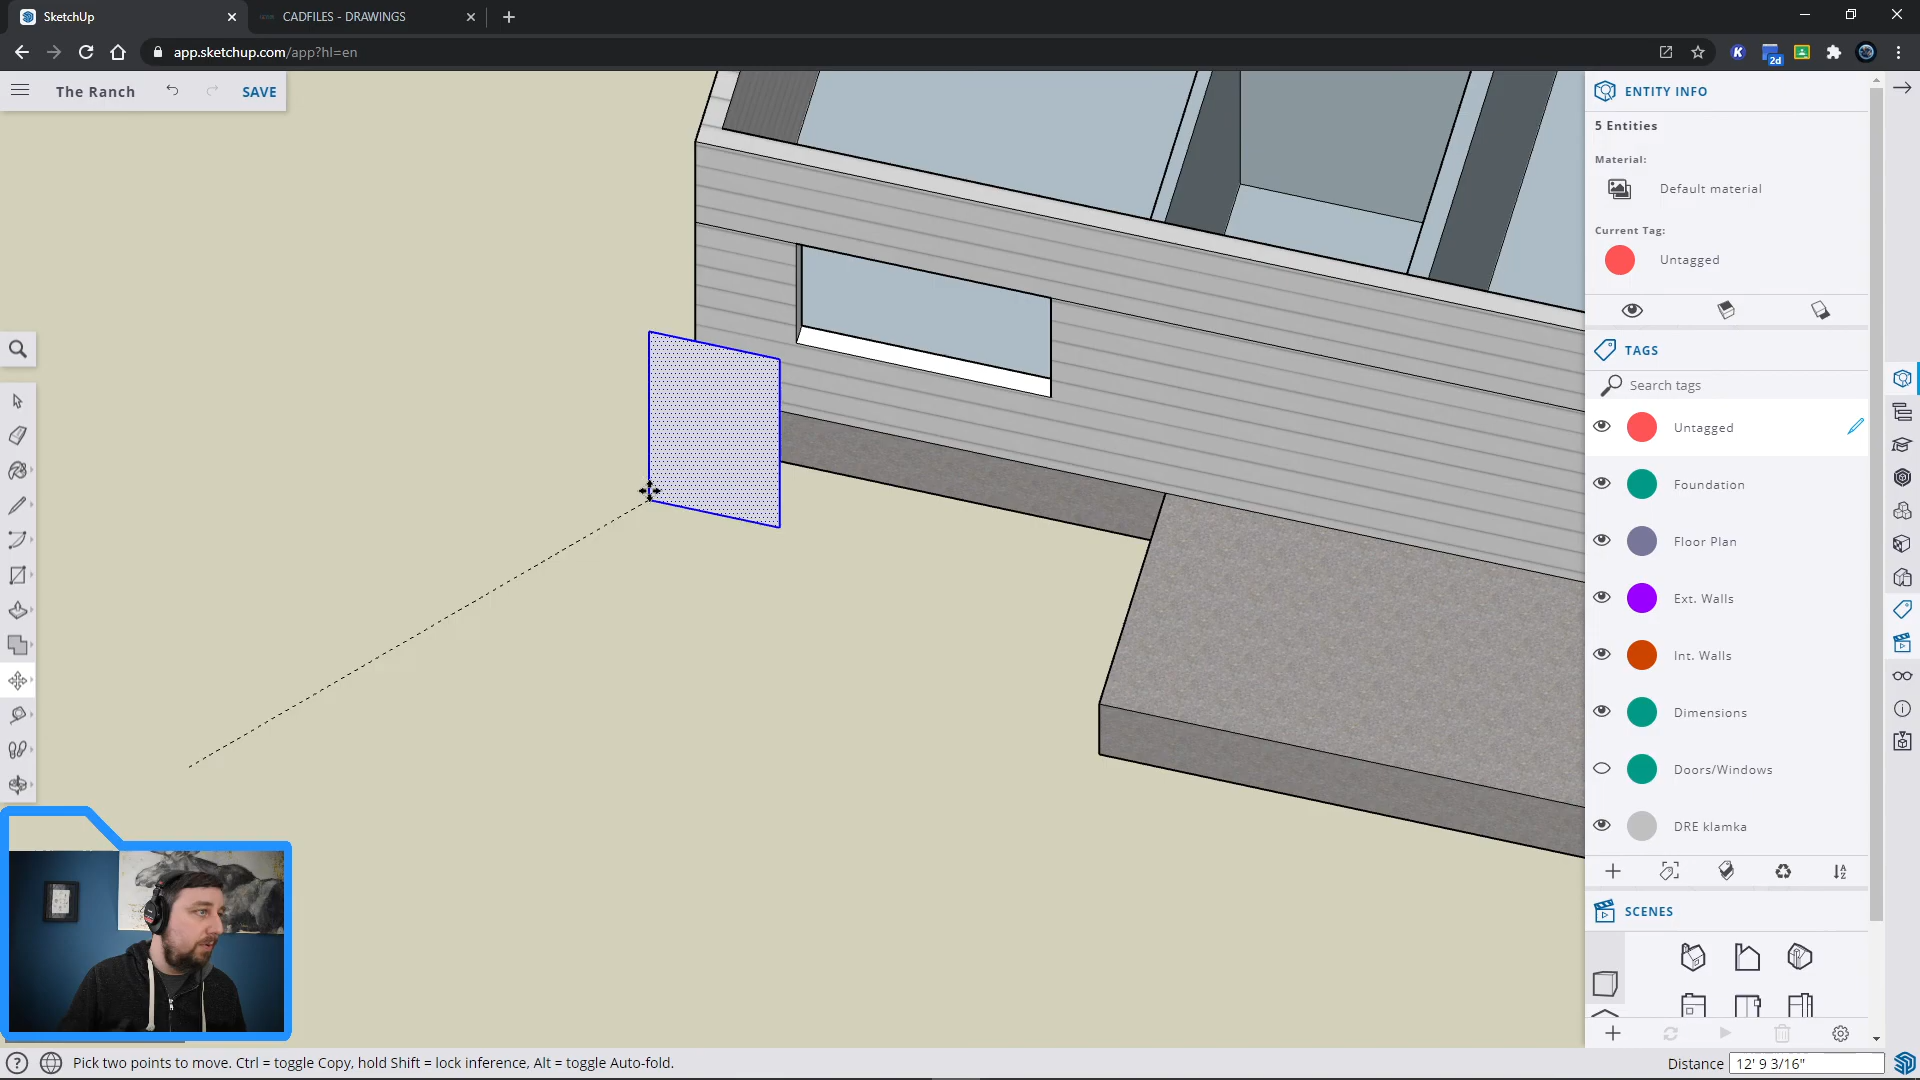 SketchUp
CADFILES - DRAWINGS
app.sketchup.com/app?hl=en
2d
The Ranch
SAVE
ENTITY INFO
5 Entities
Material:
Default material
Current Tag:
Untagged
TAGS
Search tags
Untagged
Foundation
Floor Plan
Ext. Walls
Int. Walls
Dimensions
Doors/Windows
DRE klamka
SCENES
Pick two points to move. Ctrl = toggle Copy, hold Shift = lock inference, Alt = toggle Auto-fold.
Distance 12' 9 3/16"